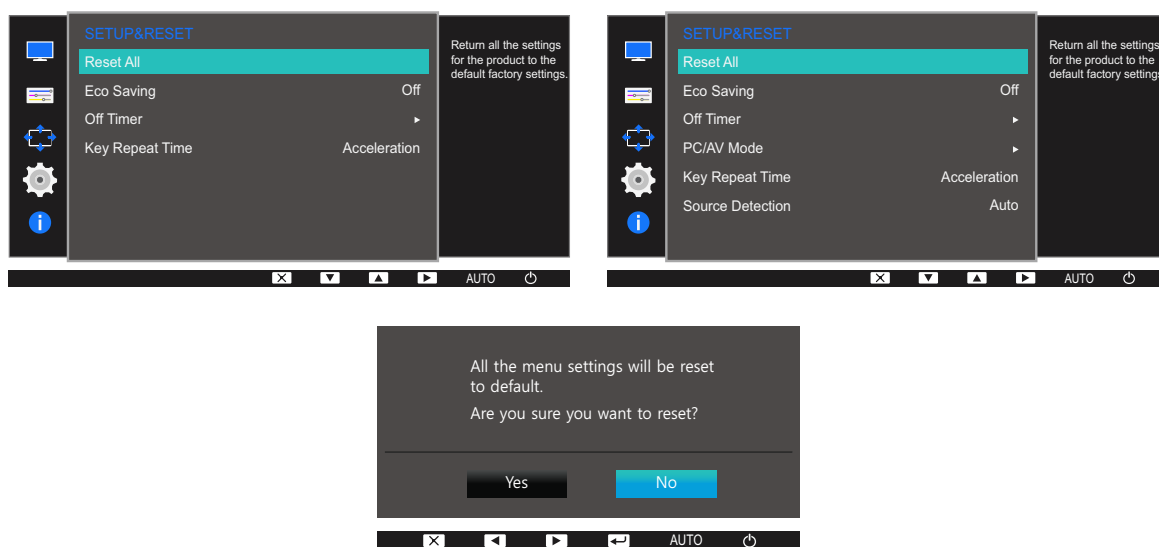 SETUP&RESET
Reset All
Eco Saving Off
Off Timer
Key Repeat Time Acceleration
Return all the settings
for the product to the
default factory settings.
AUTO
SETUP&RESET
Reset All
Eco Saving Off
Off Timer
PC/AV Mode
Key Repeat Time Acceleration
Source Detection Auto
Return all the settings
for the product to the
default factory settings
AUTO
All the menu settings will be reset
to default.
Are you sure you want to reset?
Yes No
AUTO